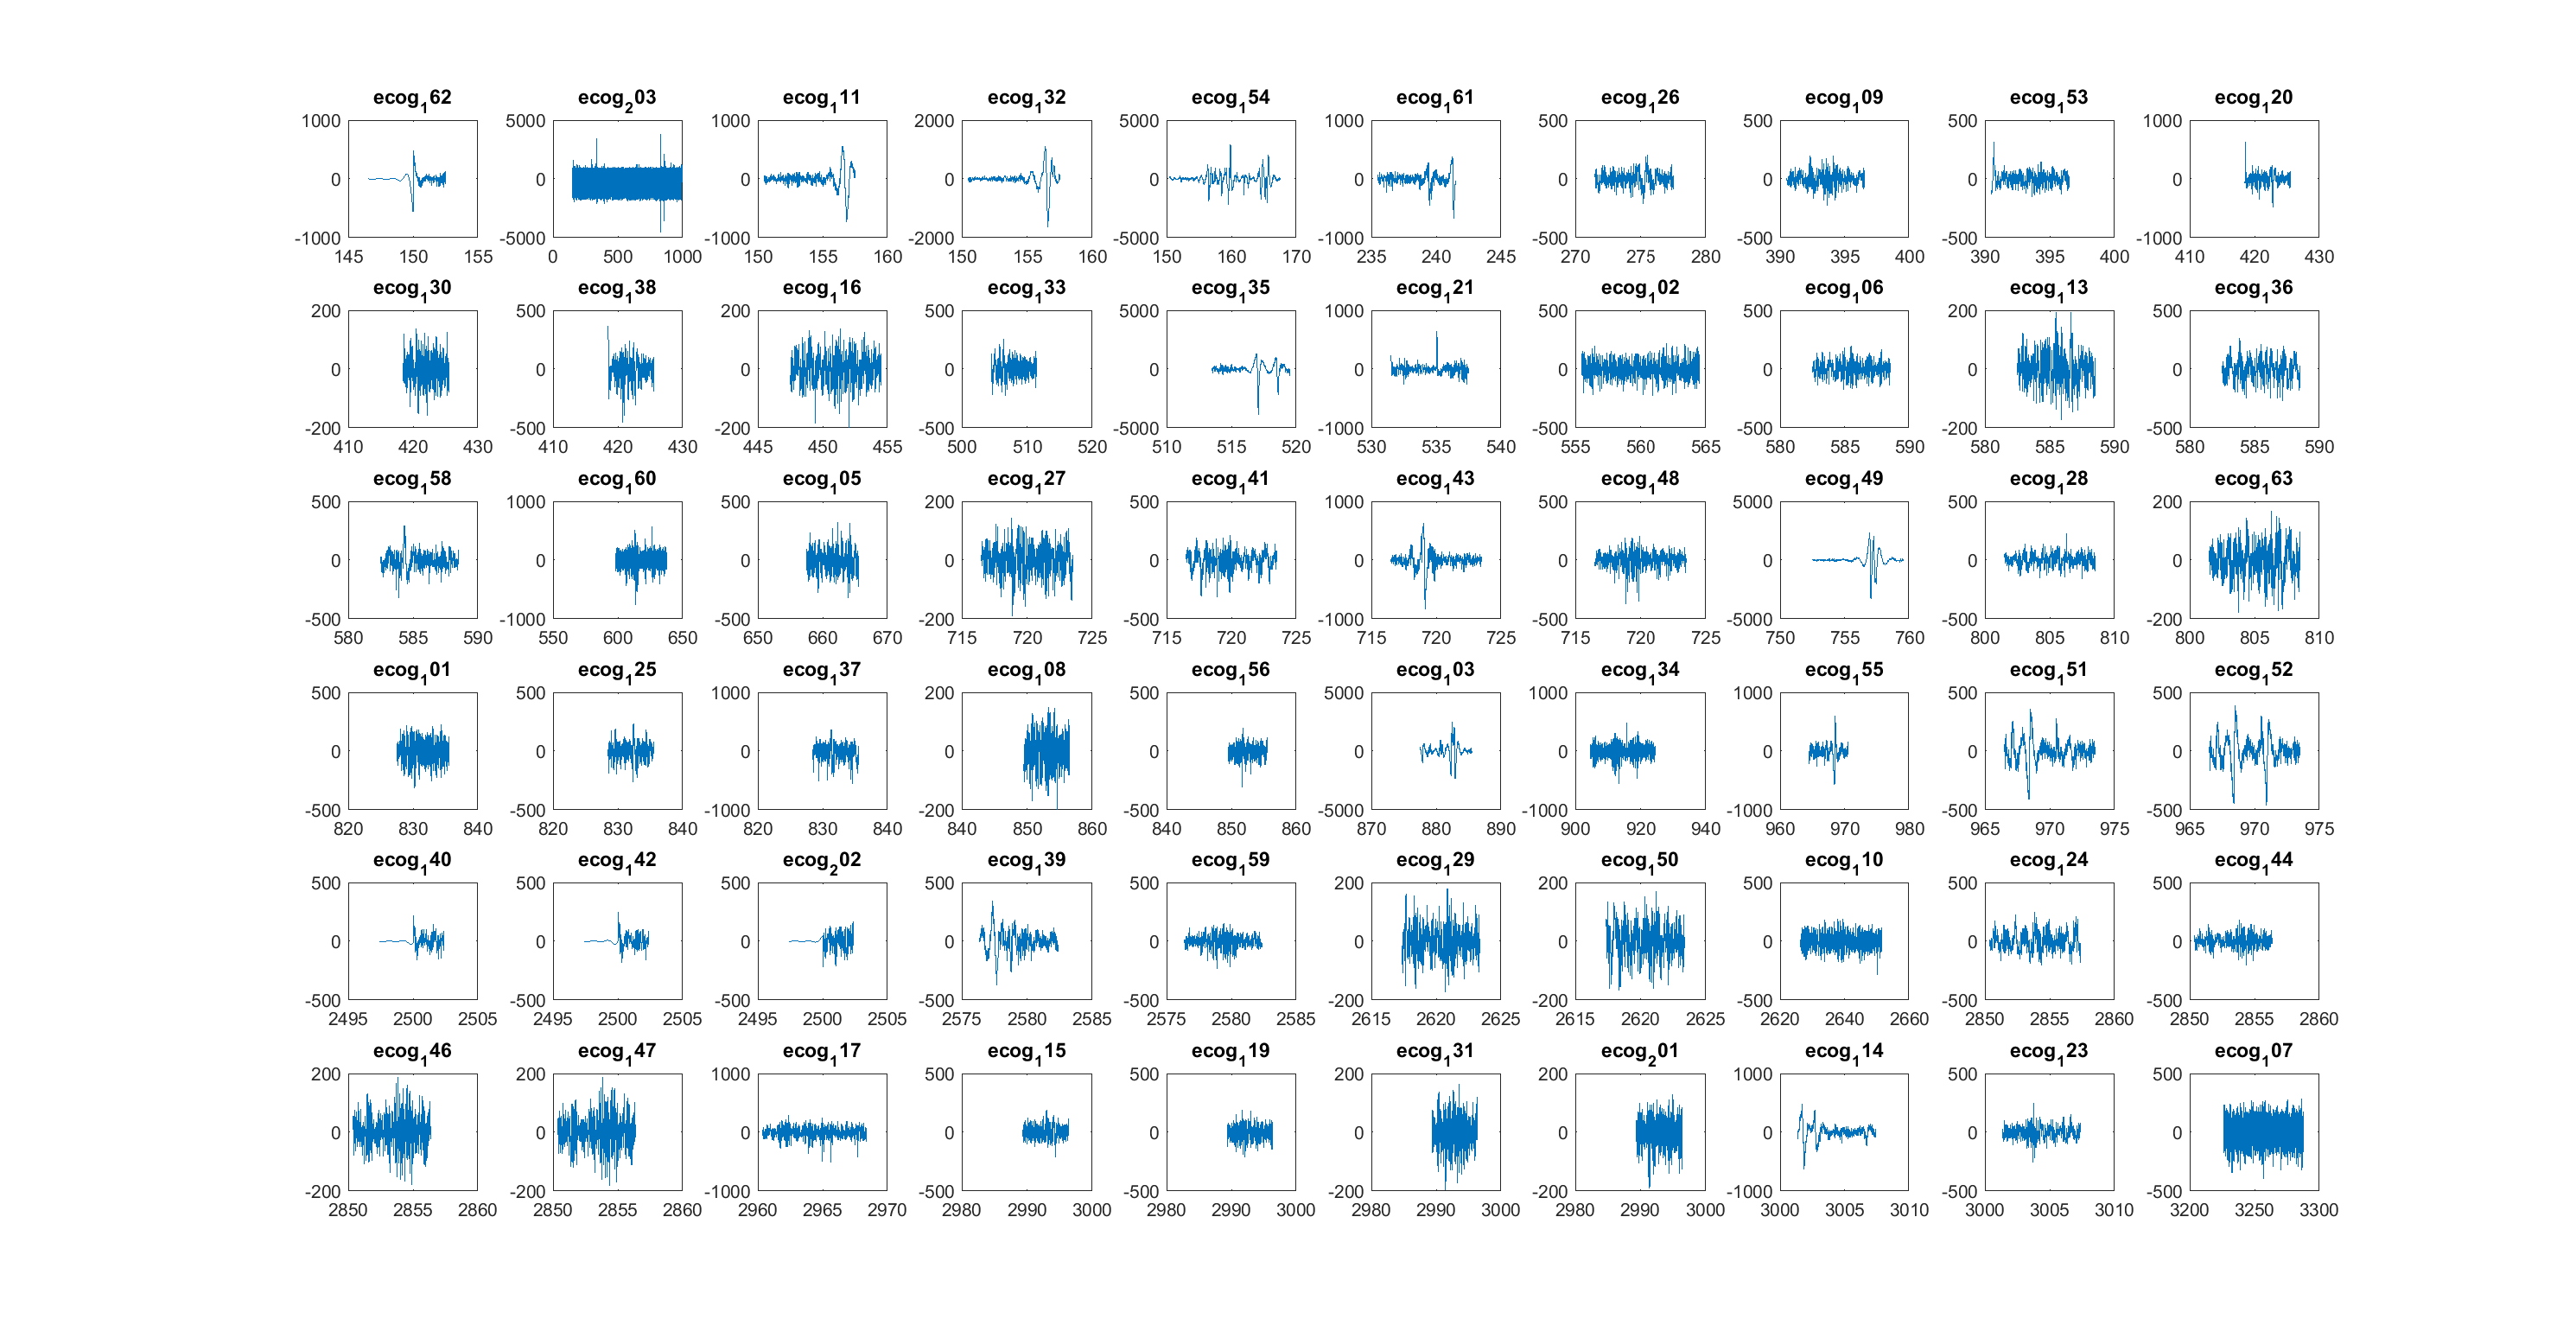 ecog₁62 ecog₂03 ecog₁11 ecog₁32 ecog₁54 ecog₁61 ecog₁26 ecog₁09 ecog₁53 ecog₁20
1000 5000 1000 2000 5000 1000 500 500 500 1000
0 0 0 0 0 0 0 0 0 0
-1000 -5000 -1000 -2000 -5000 -1000 -500 -500 -500 -1000
145 150 155 0 500 1000 150 155 160 150 155 160 150 160 170 235 240 245 270 275 280 390 395 400 390 395 400 410 420 430
ecog₁30 ecog₁38 ecog₁16 ecog₁33 ecog₁35 ecog₁21 ecog₁02 ecog₁06 ecog₁13 ecog₁36
200 500 200 500 5000 1000 500 500 200 500
0 0 0 0 0 0 0 0 0 0
-200 -500 -200 -500 -5000 -1000 -500 -500 -200 -500
410 420 430 410 420 430 445 450 455 500 510 520 510 515 520 530 535 540 555 560 565 580 585 590 580 585 590 580 585 590
ecog₁58 ecog₁60 ecog₁05 ecog₁27 ecog₁41 ecog₁43 ecog₁48 ecog₁49 ecog₁28 ecog₁63
500 1000 500 200 500 1000 500 5000 500 200
0 0 0 0 0 0 0 0 0 0
-500 -1000 -500 -200 -500 -1000 -500 -5000 -500 -200
580 585 590 550 600 650 650 660 670 715 720 725 715 720 725 715 720 725 715 720 725 750 755 760 800 805 810 800 805 810
ecog₁01 ecog₁25 ecog₁37 ecog₁08 ecog₁56 ecog₁03 ecog₁34 ecog₁55 ecog₁51 ecog₁52
500 500 1000 200 500 5000 1000 1000 500 500
0 0 0 0 0 0 0 0 0 0
-500 -500 -1000 -200 -500 -5000 -1000 -1000 -500 -500
820 830 840 820 830 840 820 830 840 840 850 860 840 850 860 870 880 890 900 920 940 960 970 980 965 970 975 965 970 975
ecog₁40 ecog₁42 ecog₂02 ecog₁39 ecog₁59 ecog₁29 ecog₁50 ecog₁10 ecog₁24 ecog₁44
500 500 500 500 500 200 200 500 500 500
0 0 0 0 0 0 0 0 0 0
-500 -500 -500 -500 -500 -200 -200 -500 -500 -500
2495 2500 2505 2495 2500 2505 2495 2500 2505 2575 2580 2585 2575 2580 2585 2615 2620 2625 2615 2620 2625 2620 2640 2660 2850 2855 2860 2850 2855 2860
ecog₁46 ecog₁47 ecog₁17 ecog₁15 ecog₁19 ecog₁31 ecog₂01 ecog₁14 ecog₁23 ecog₁07
200 200 1000 500 500 200 200 1000 500 500
0 0 0 0 0 0 0 0 0 0
-200 -200 -1000 -500 -500 -200 -200 -1000 -500 -500
2850 2855 2860 2850 2855 2860 2960 2965 2970 2980 2990 3000 2980 2990 3000 2980 2990 3000 2980 2990 3000 3000 3005 3010 3000 3005 3010 3200 3250 3300